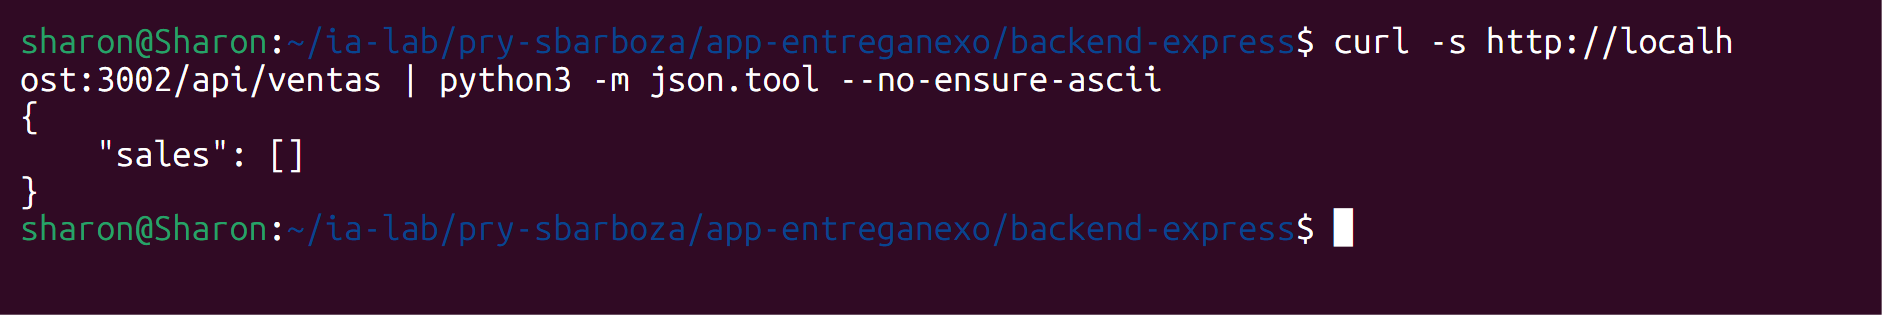 sharon@Sharon:~/ia-lab/pry-sbarboza/app-entreganexo/backend-express$ curl -s http://localh
ost:3002/api/ventas | python3 -m json.tool --no-ensure-ascii
{
    "sales": []
}
sharon@Sharon:~/ia-lab/pry-sbarboza/app-entreganexo/backend-express$